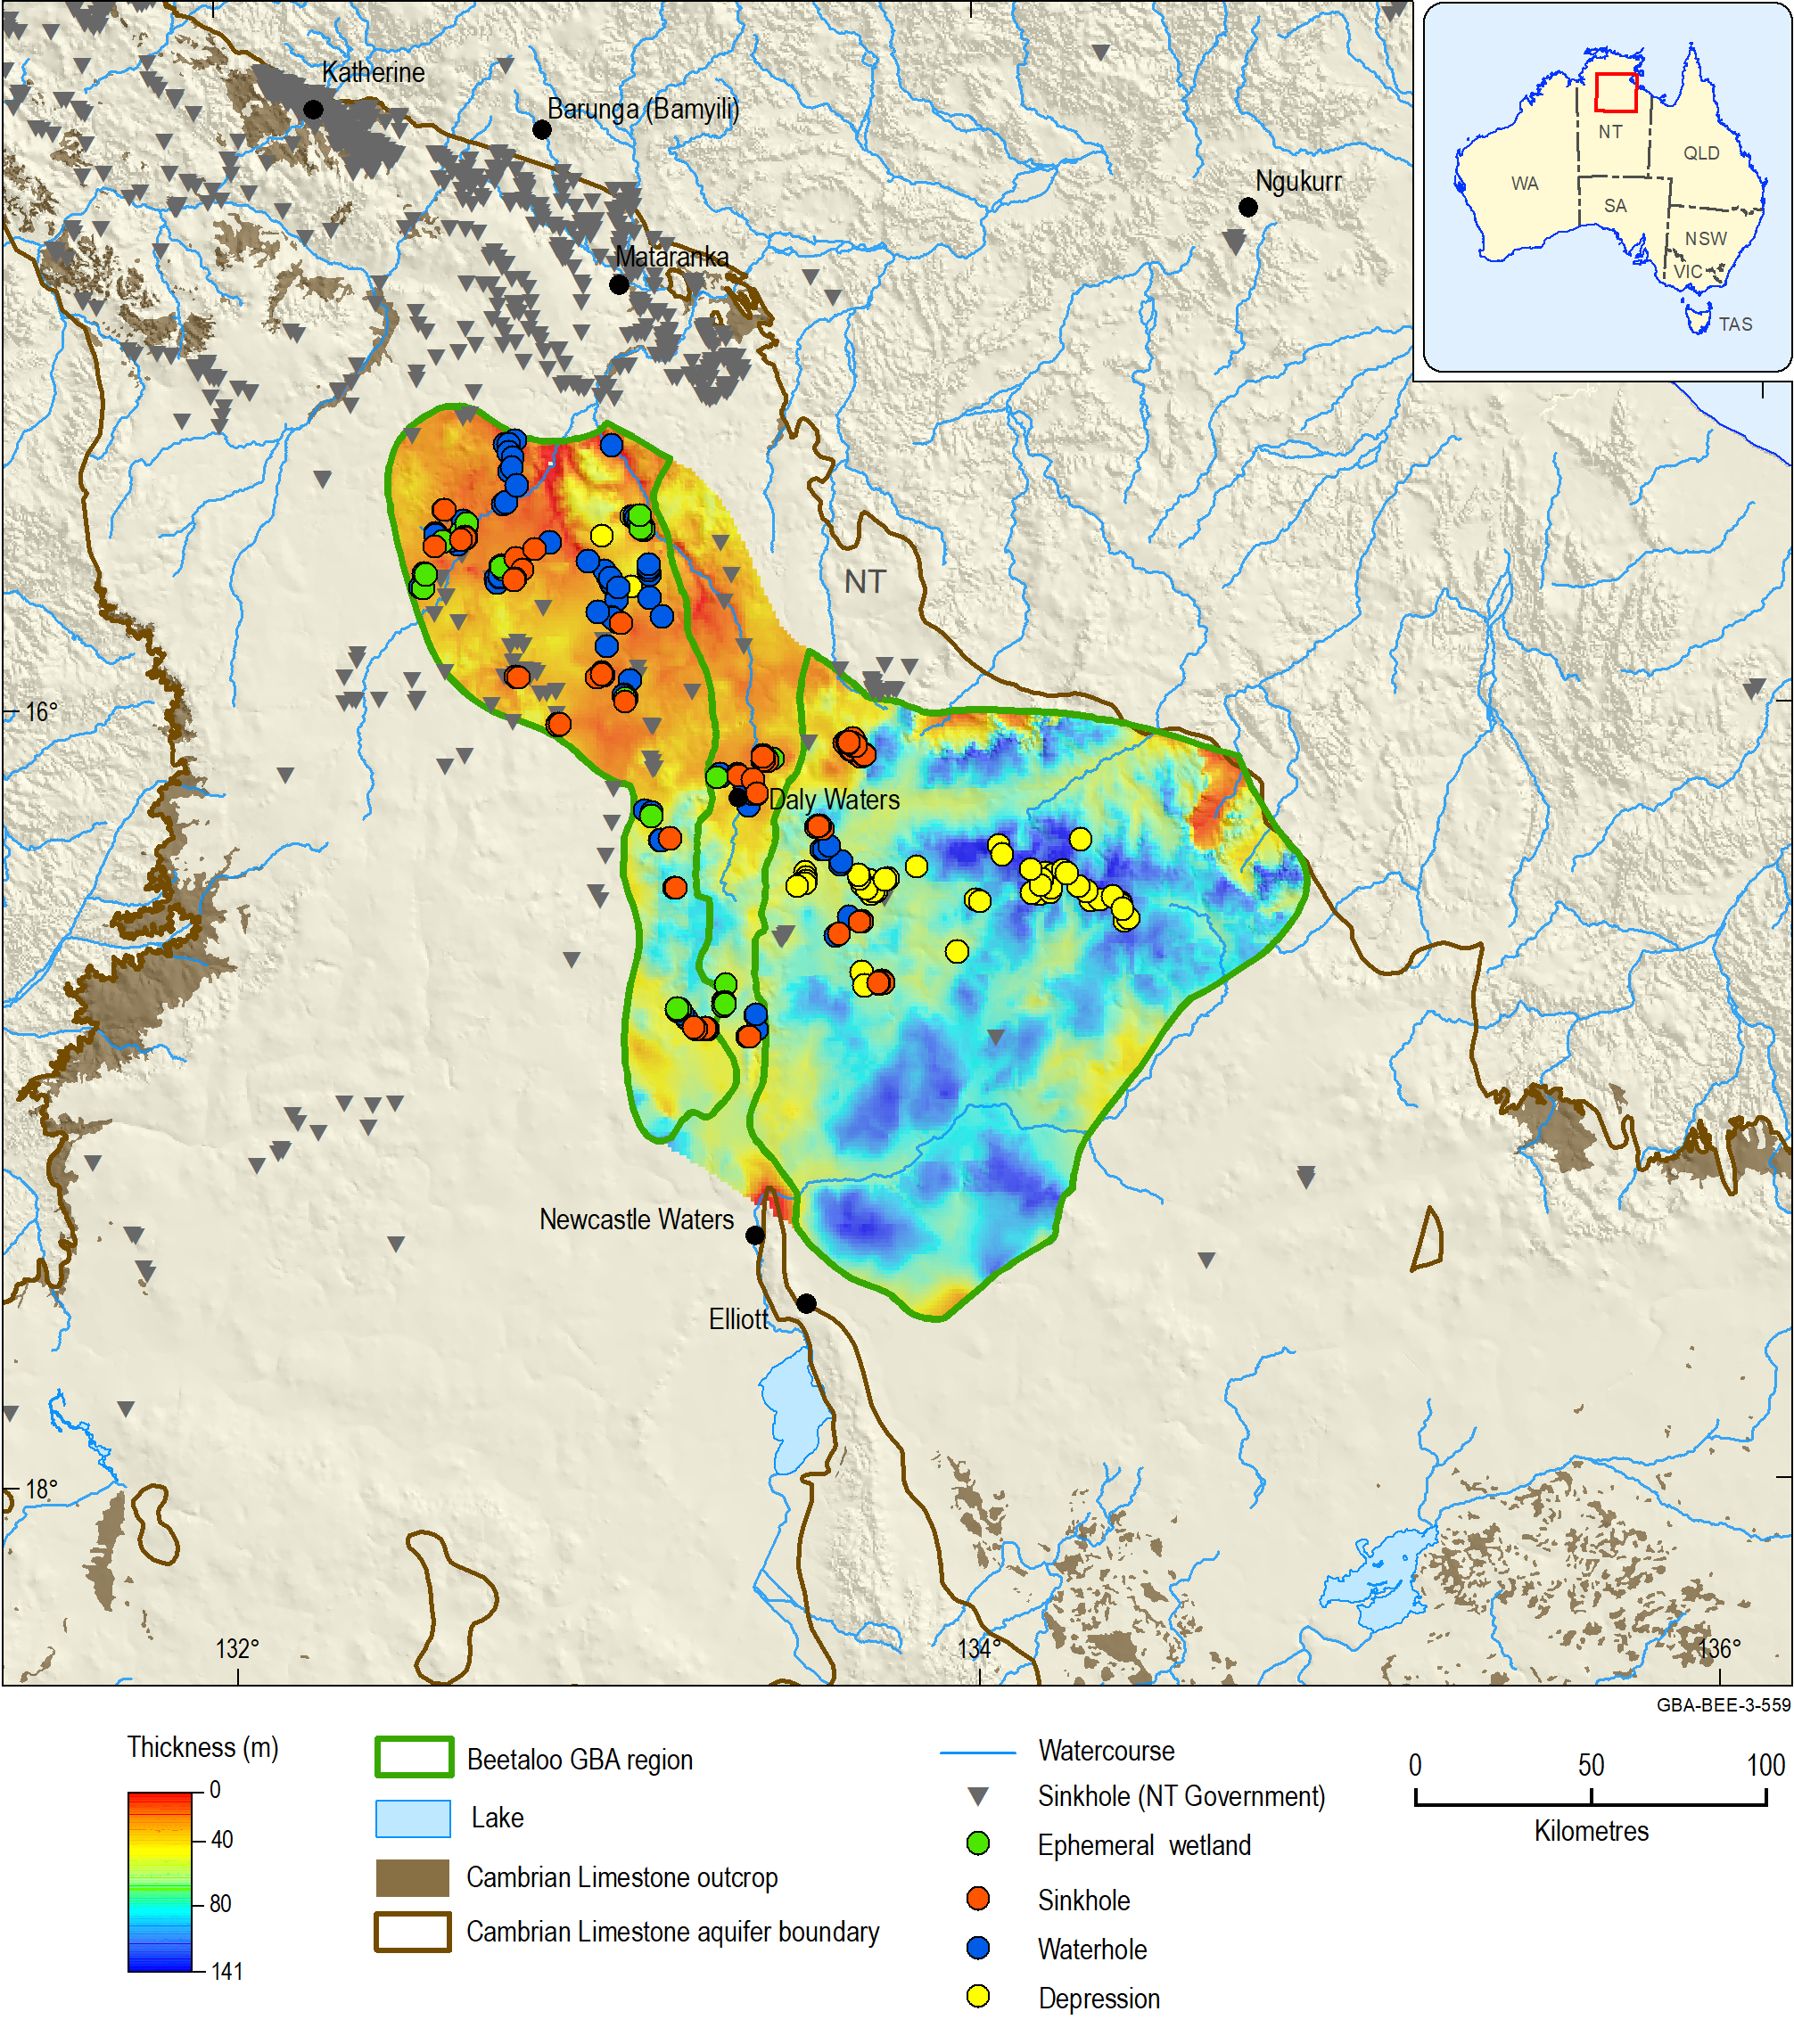 Katherine
Barunga (Bamyili)
Ngukurr
Mataranka
NT
QLD
WA
SA
NSW
VIC
TAS
NT
16°
Daly Waters
Newcastle Waters
Elliott
18°
132°
134°
136°
GBA-BEE-3-559
Thickness (m)
0
40
80
141
Beetaloo GBA region
Lake
Cambrian Limestone outcrop
Cambrian Limestone aquifer boundary
Watercourse
Sinkhole (NT Government)
Ephemeral wetland
Sinkhole
Waterhole
Depression
0 50 100
Kilometres